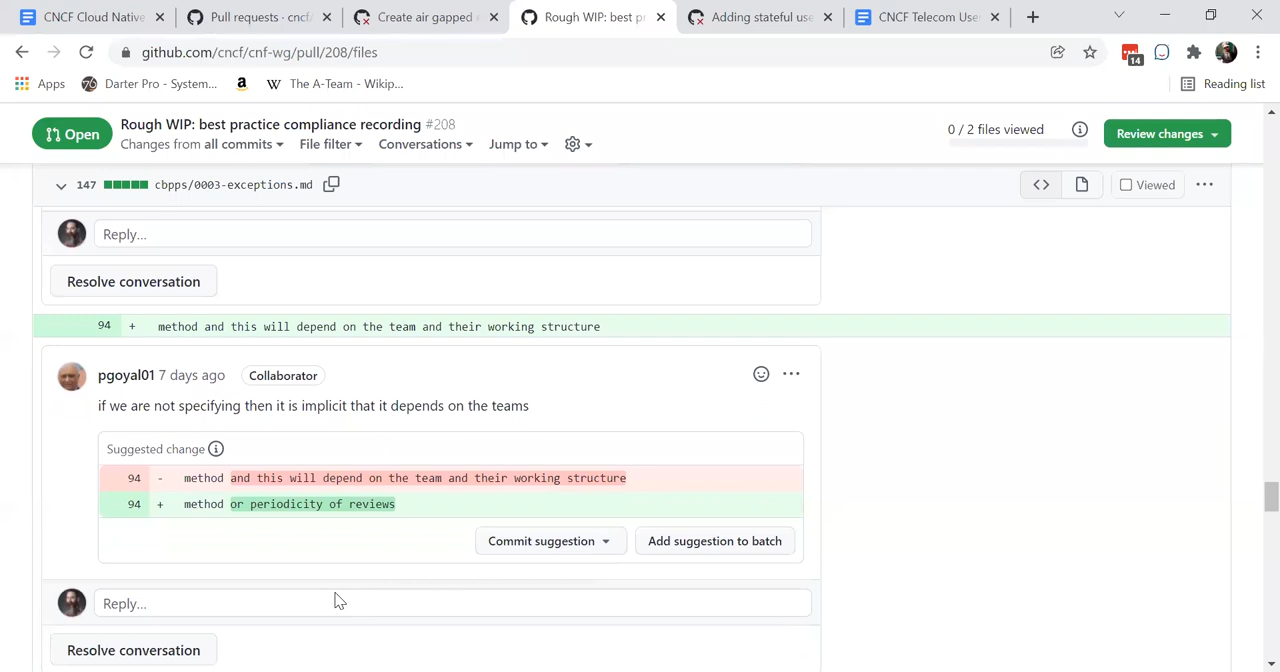 CNCF Cloud Native
Pull requests · cncf/
Create air gapped
Rough WIP: best pr
Adding stateful use
CNCF Telecom Use
github.com/cncf/cnf-wg/pull/208/files
14
Apps
Darter Pro - System...
The A-Team - Wikip...
Reading list
Open
Rough WIP: best practice compliance recording #208
Changes from all commits
File filter
Conversations
Jump to
0 / 2 files viewed
Review changes
147
cbpps/0003-exceptions.md
Viewed
Reply...
Resolve conversation
94 + method and this will depend on the team and their working structure
pgoyal01 7 days ago Collaborator
if we are not specifying then it is implicit that it depends on the teams
Suggested change
94 - method and this will depend on the team and their working structure
94 + method or periodicity of reviews
Commit suggestion
Add suggestion to batch
Reply...
Resolve conversation